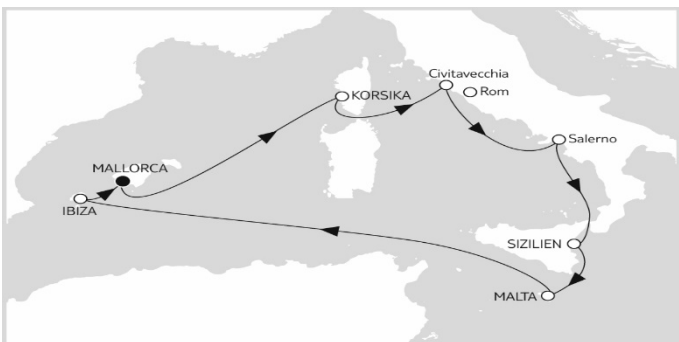 Civitavecchia
Rom
KORSIKA
Salerno
MALLORCA
IBIZA
SIZILIEN
MALTA